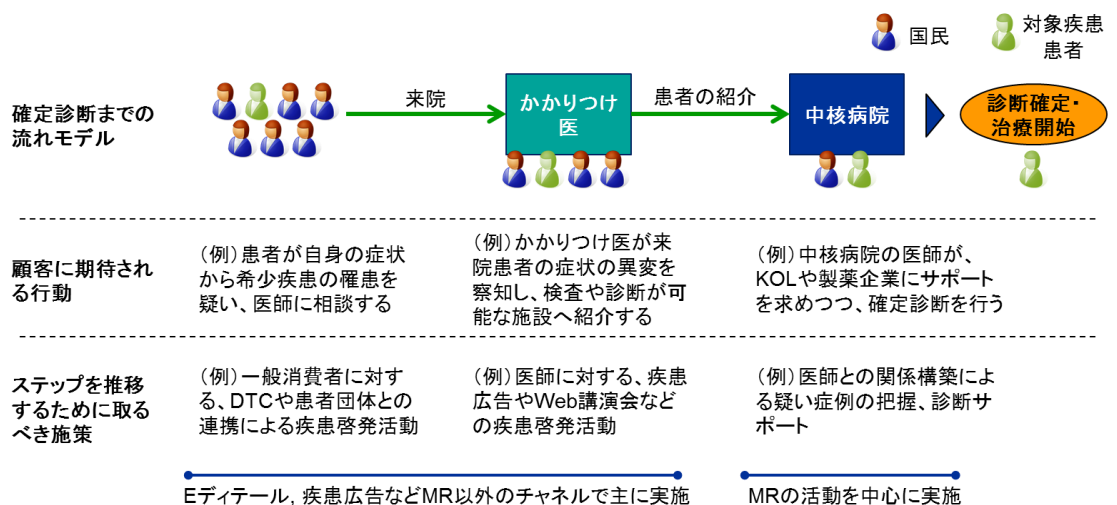 国民
対象疾患
患者
確定診断までの
流れモデル
来院
かかりつけ
医
患者の紹介
中核病院
診断確定・
治療開始
顧客に期待され
る行動
（例）患者が自身の症状
から希少疾患の罹患を
疑い、医師に相談する
（例）かかりつけ医が来
院患者の症状の異変を
察知し、検査や診断が可
能な施設へ紹介する
（例）中核病院の医師が、
KOLや製薬企業にサポート
を求めつつ、確定診断を行う
ステップを推移
するために取る
べき施策
（例）一般消費者に対す
る、DTCや患者団体との
連携による疾患啓発活動
（例）医師に対する、疾患
広告やWeb講演会など
の疾患啓発活動
（例）医師との関係構築によ
る疑い症例の把握、診断サ
ポート
Eディテール, 疾患広告などMR以外のチャネルで主に実施
MRの活動を中心に実施